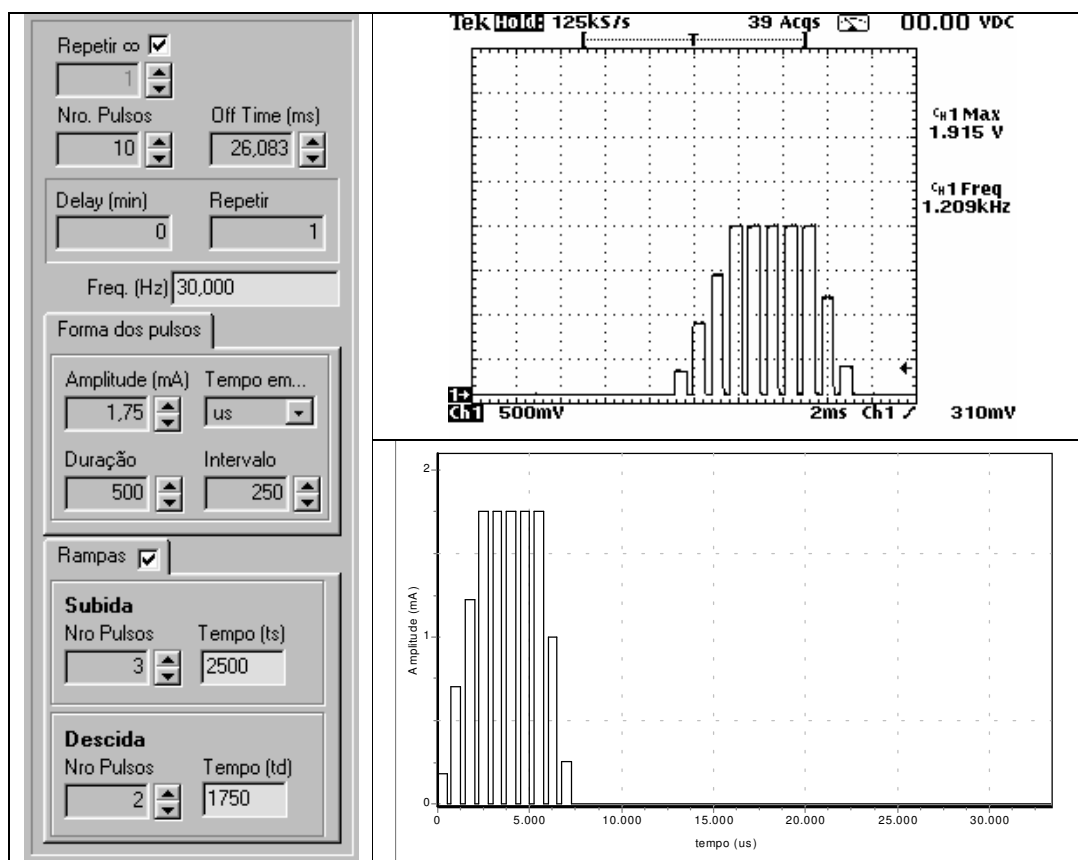 Repetir ∞
1
Nro. Pulsos Off Time (ms)
10 26,083
Delay (min) Repetir
0 1
Freq. (Hz) 30,000
Forma dos pulsos
Amplitude (mA) Tempo em...
1,75 us
Duração Intervalo
500 250
Rampas
Subida
Nro Pulsos Tempo (ts)
3 2500
Descida
Nro Pulsos Tempo (td)
2 1750
Tek Hold: 125kS/s 39 Acqs 00.00 VDC
T
CH1 Max
1.915 V
CH1 Freq
1.209kHz
1→
Ch1 500mV 2ms Ch1 310mV
2
1
0
Amplitude (mA)
0 5.000 10.000 15.000 20.000 25.000 30.000
tempo (us)